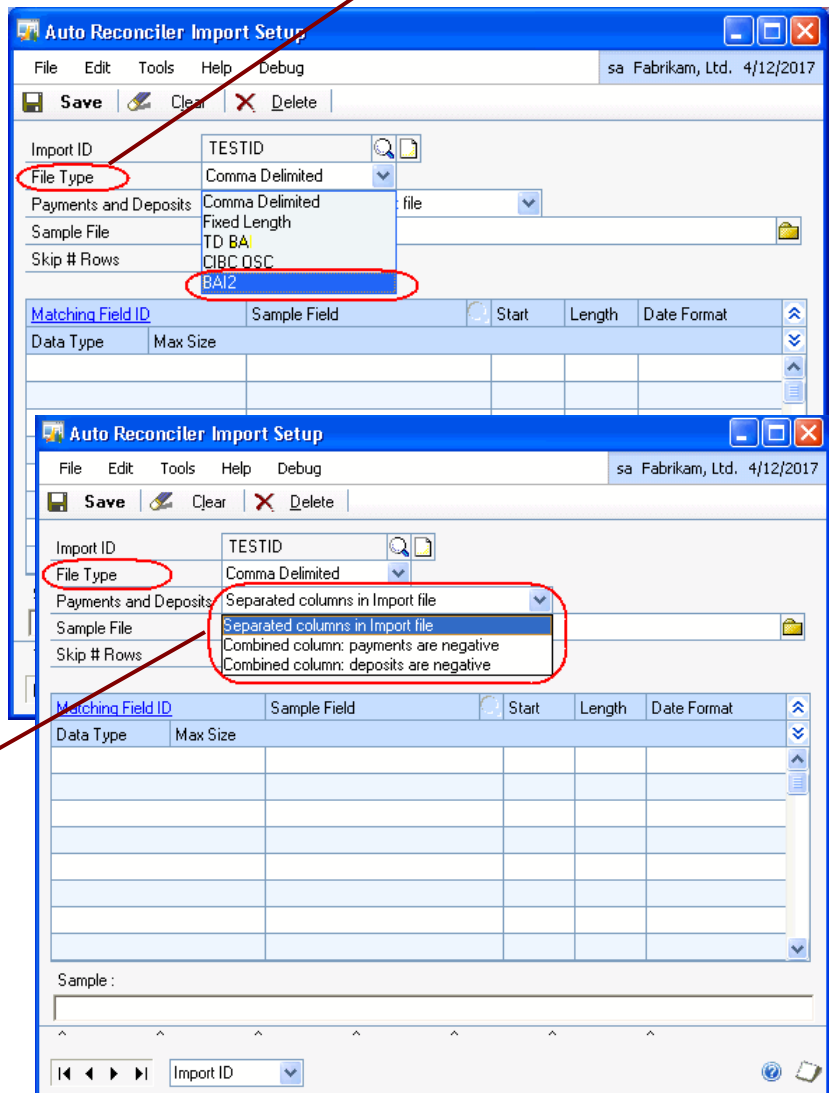 Auto Reconciler Import Setup
File Edit Tools Help Debug sa Fabrikam, Ltd. 4/12/2017
Save Clear Delete
Import ID TESTID
File Type Comma Delimited
Payments and Deposits Comma Delimited file
Fixed Length
Sample File TD BAI
Skip # Rows CIBC OSC
BAI2
Matching Field ID Sample Field Start Length Date Format
Data Type Max Size
Auto Reconciler Import Setup
File Edit Tools Help Debug sa Fabrikam, Ltd. 4/12/2017
Save Clear Delete
Import ID TESTID
File Type Comma Delimited
Payments and Deposits Separated columns in Import file
Sample File Separated columns in Import file
Skip # Rows Combined column: payments are negative
Combined column: deposits are negative
Matching Field ID Sample Field Start Length Date Format
Data Type Max Size
Sample :
Import ID